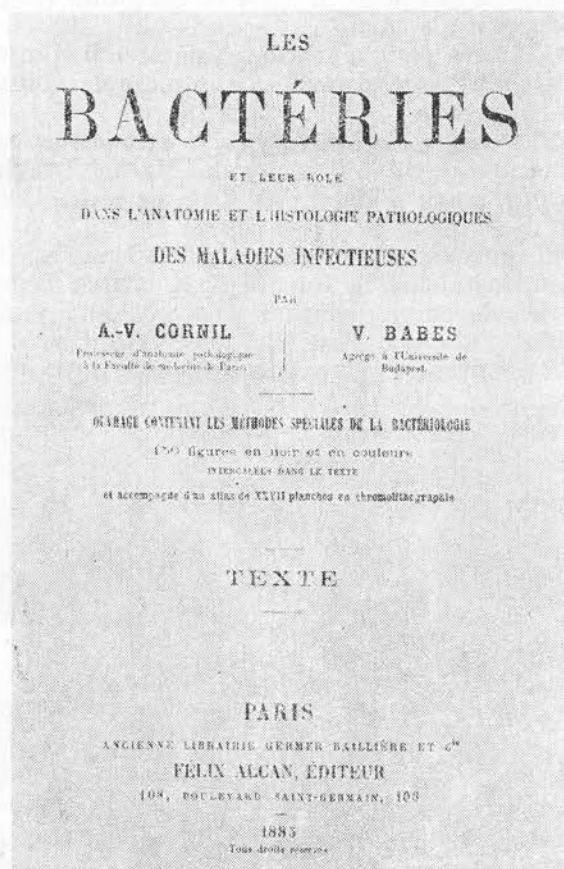 LES
BACTÉRIES
ET LEUR ROLE
DANS L'ANATOMIE ET L'HISTOLOGIE PATHOLOGIQUES
DES MALADIES INFECTIEUSES
PAR
A.-V. CORNIL
Professeur d'anatomie pathologique
à la Faculté de médecine de Paris
V. BABES
Agrégé à l'Université de
Budapest.
OUVRAGE CONTENANT LES MÉTHODES SPÉCIALES DE LA BACTÉRIOLOGIE
figures en noir et en couleurs
INTERCALÉES DANS LE TEXTE
et accompagné d'un atlas de XXVII planches en chromolithographie
TEXTE
PARIS
ANCIENNE LIBRAIRIE GERMER BAILLIÈRE ET Cie
FÉLIX ALCAN, ÉDITEUR
108, BOULEVARD SAINT-GERMAIN, 108
1885
Tous droits réservés